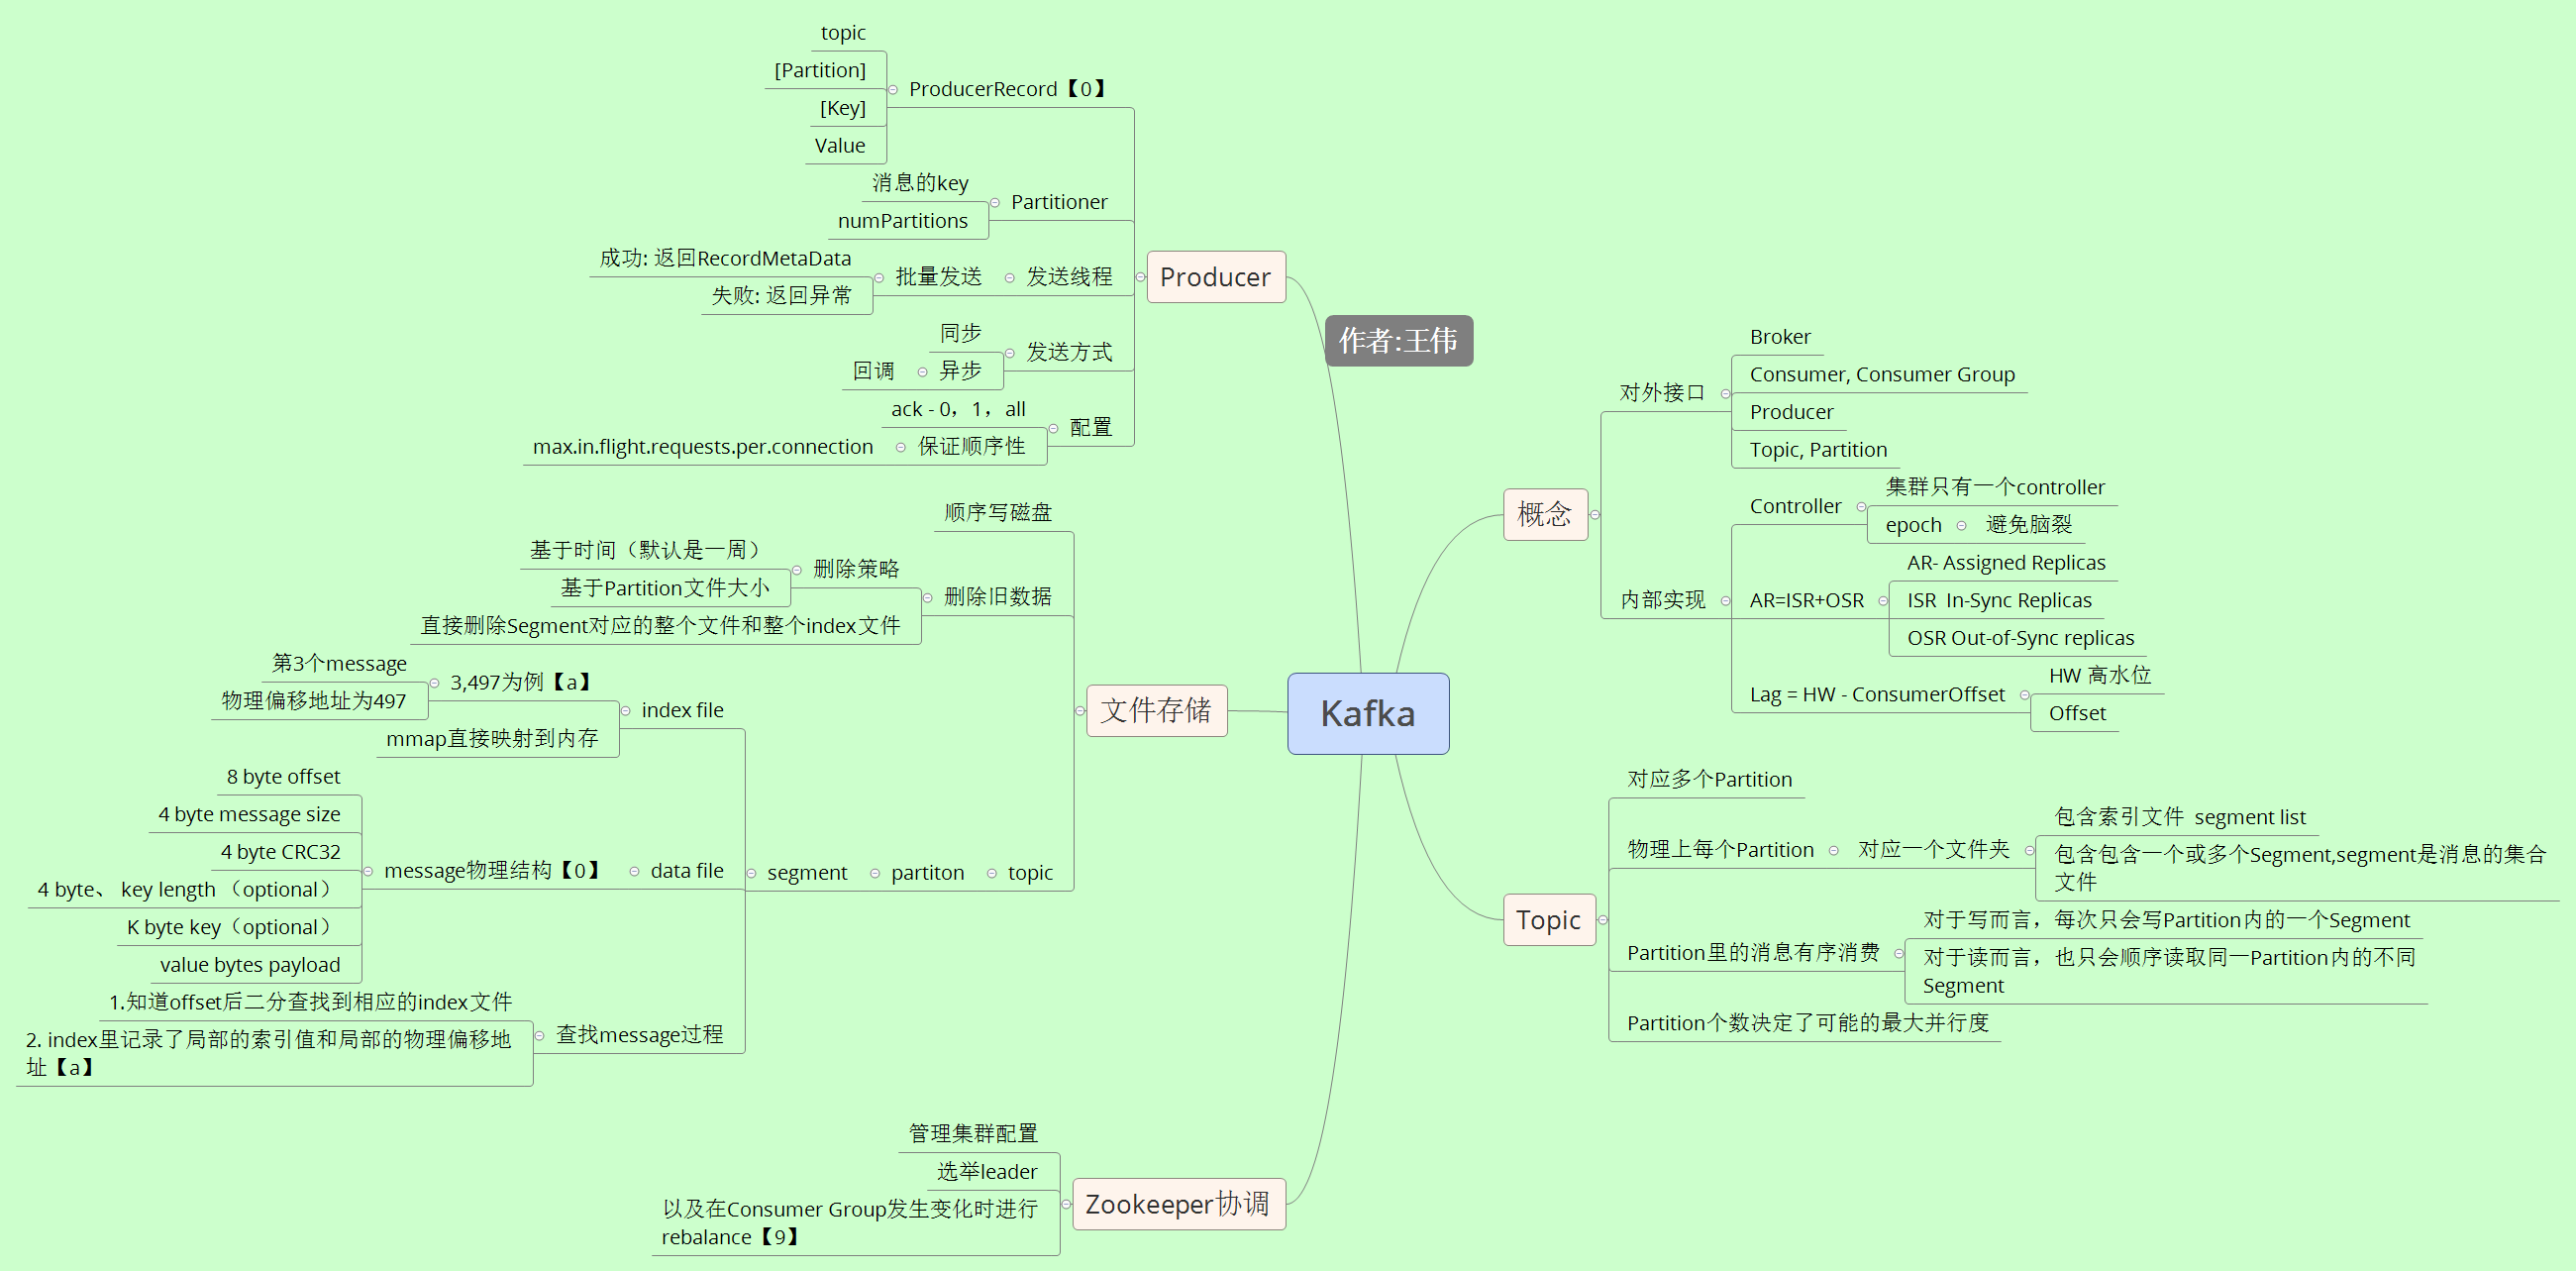 Kafka
作者:王伟
Producer
ProducerRecord【0】
topic
[Partition]
[Key]
Value
Partitioner
消息的key
numPartitions
发送线程
批量发送
成功: 返回RecordMetaData
失败: 返回异常
发送方式
同步
异步
回调
配置
ack - 0，1，all
保证顺序性
max.in.flight.requests.per.connection
文件存储
顺序写磁盘
删除旧数据
删除策略
基于时间（默认是一周）
基于Partition文件大小
直接删除Segment对应的整个文件和整个index文件
topic
partiton
segment
index file
3,497为例【a】
第3个message
物理偏移地址为497
mmap直接映射到内存
data file
message物理结构【0】
8 byte offset
4 byte message size
4 byte CRC32
4 byte、 key length （optional）
K byte key（optional）
value bytes payload
查找message过程
1.知道offset后二分查找到相应的index文件
2. index里记录了局部的索引值和局部的物理偏移地
址【a】
Zookeeper协调
管理集群配置
选举leader
以及在Consumer Group发生变化时进行
rebalance【9】
概念
对外接口
Broker
Consumer, Consumer Group
Producer
Topic, Partition
内部实现
Controller
集群只有一个controller
epoch
避免脑裂
AR=ISR+OSR
AR- Assigned Replicas
ISR  In-Sync Replicas
OSR Out-of-Sync replicas
Lag = HW - ConsumerOffset
HW 高水位
Offset
Topic
对应多个Partition
物理上每个Partition
对应一个文件夹
包含索引文件  segment list
包含包含一个或多个Segment,segment是消息的集合
文件
Partition里的消息有序消费
对于写而言，每次只会写Partition内的一个Segment
对于读而言，也只会顺序读取同一Partition内的不同
Segment
Partition个数决定了可能的最大并行度